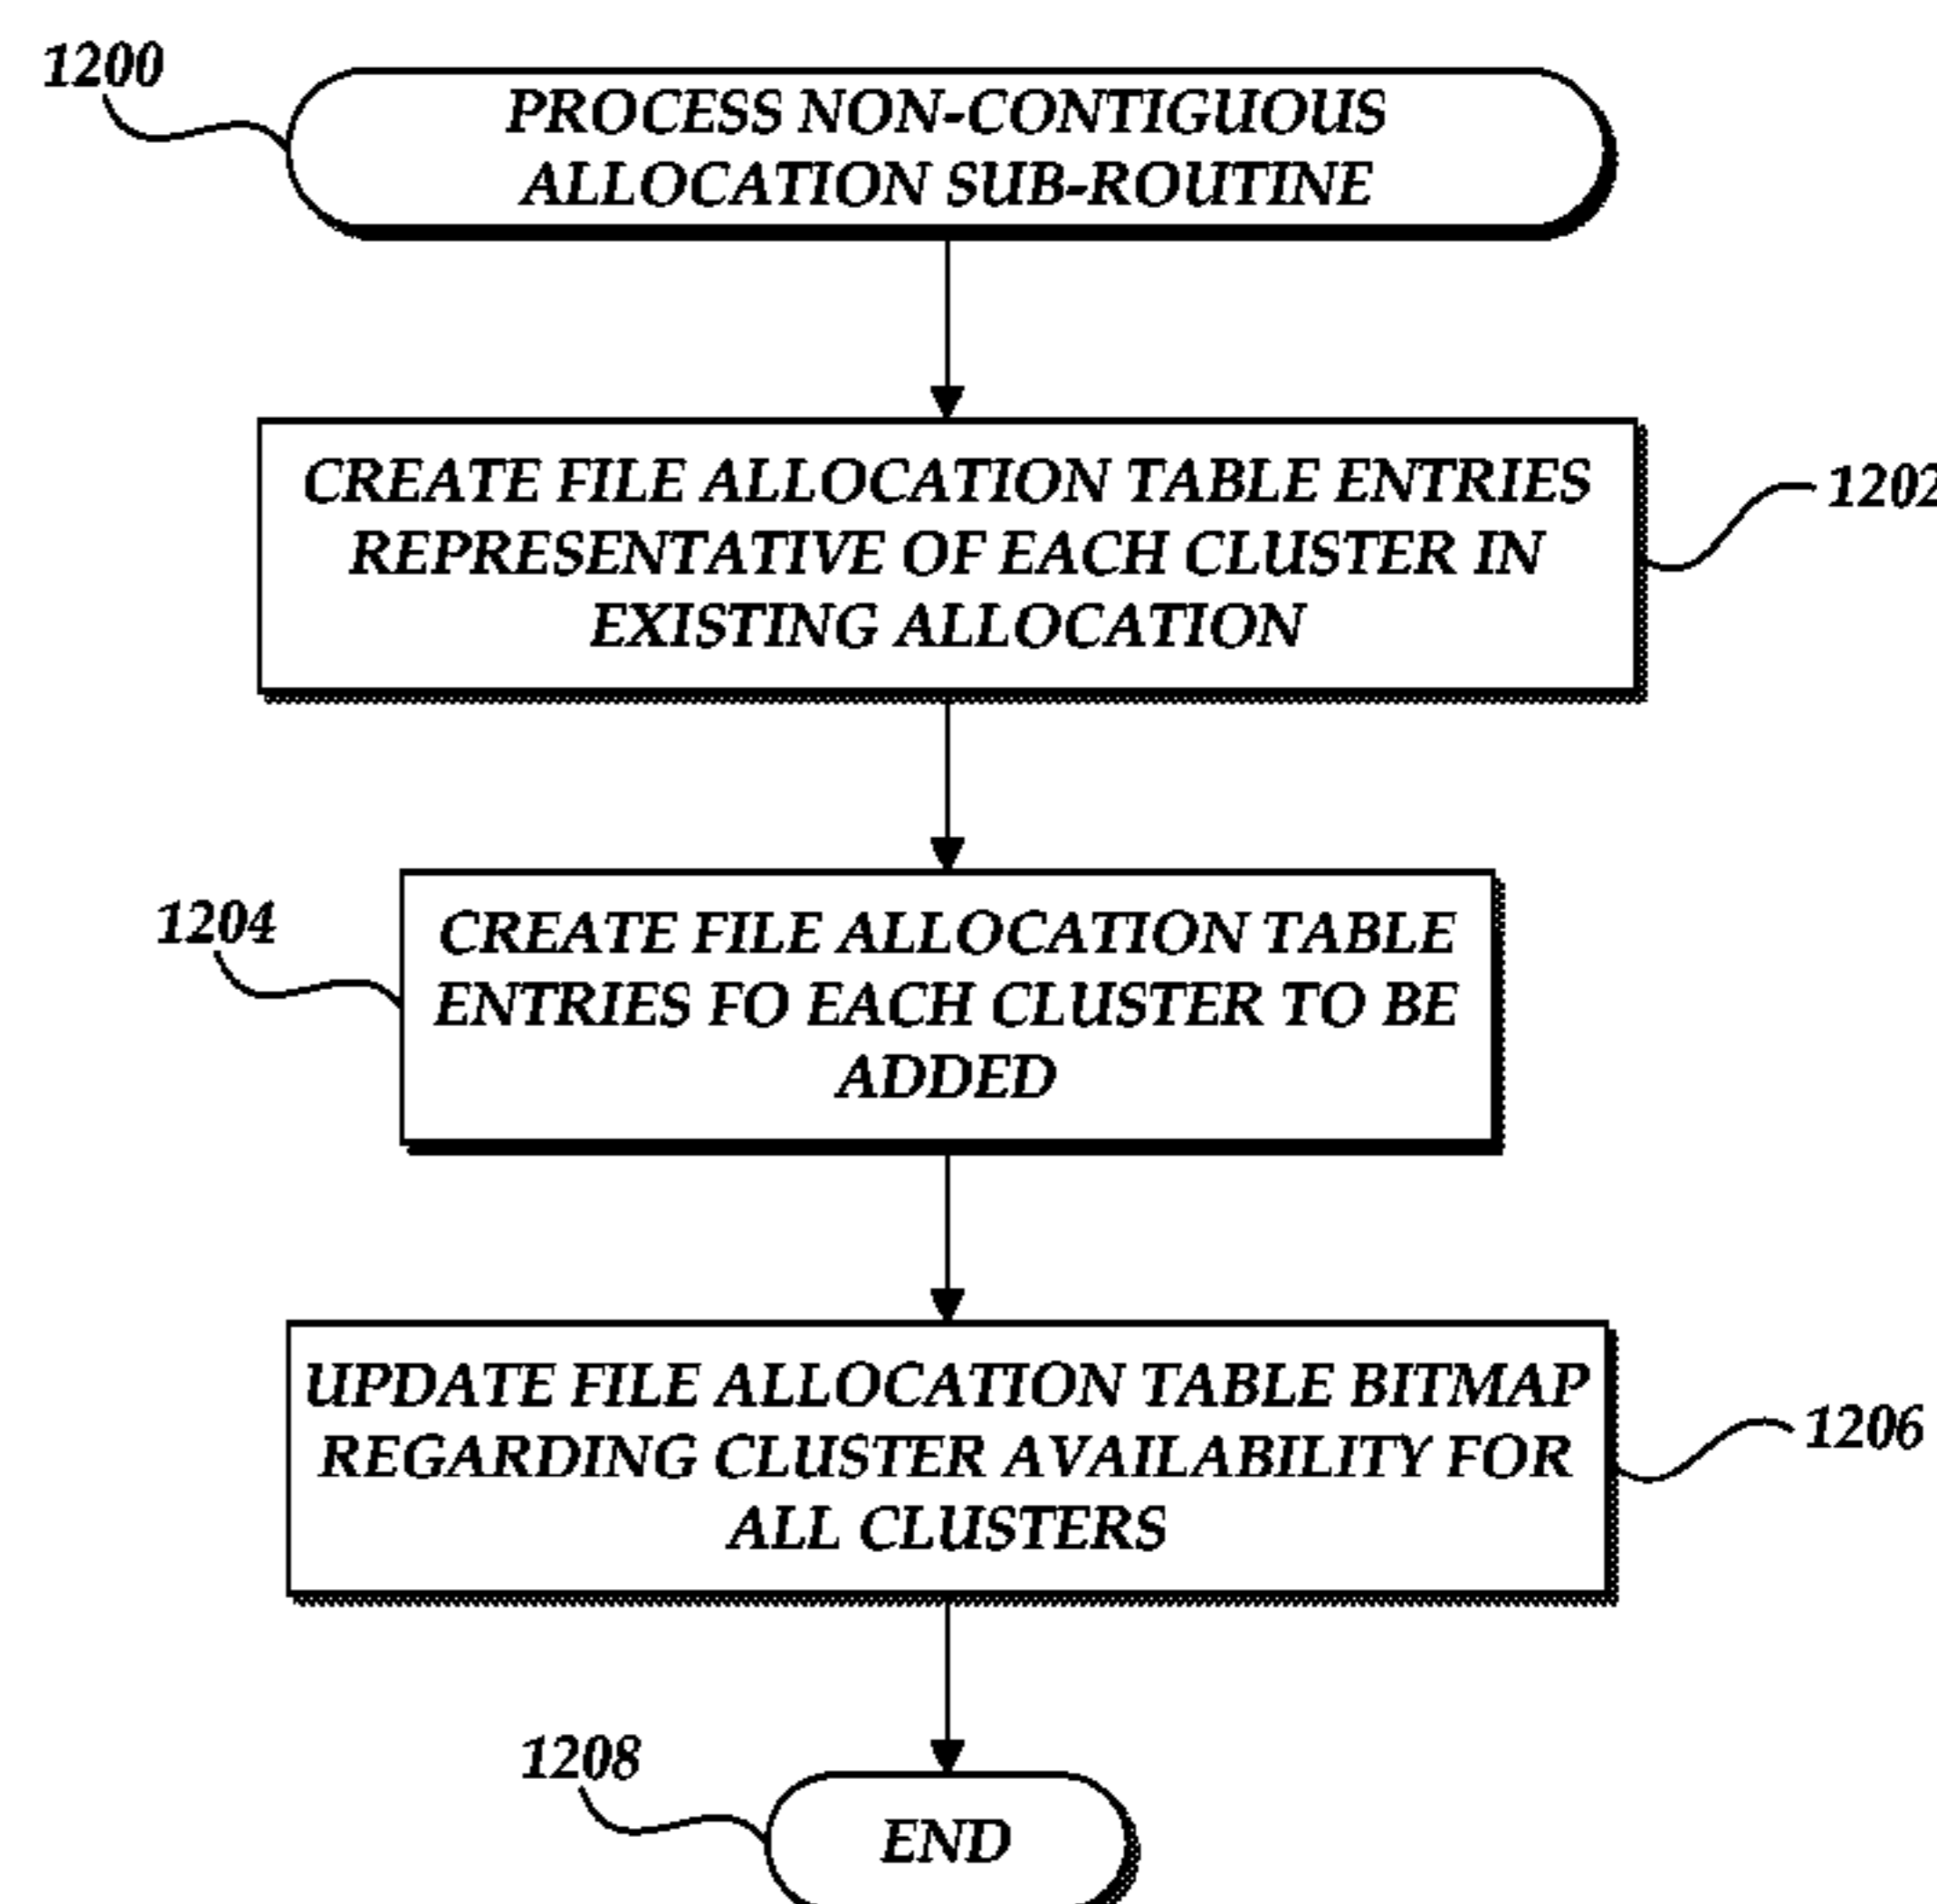 1200
PROCESS NON-CONTIGUOUS
ALLOCATION SUB-ROUTINE
CREATE FILE ALLOCATION TABLE ENTRIES
REPRESENTATIVE OF EACH CLUSTER IN
EXISTING ALLOCATION
1202
1204
CREATE FILE ALLOCATION TABLE
ENTRIES FO EACH CLUSTER TO BE
ADDED
UPDATE FILE ALLOCATION TABLE BITMAP
REGARDING CLUSTER AVAILABILITY FOR
ALL CLUSTERS
1206
1208
END